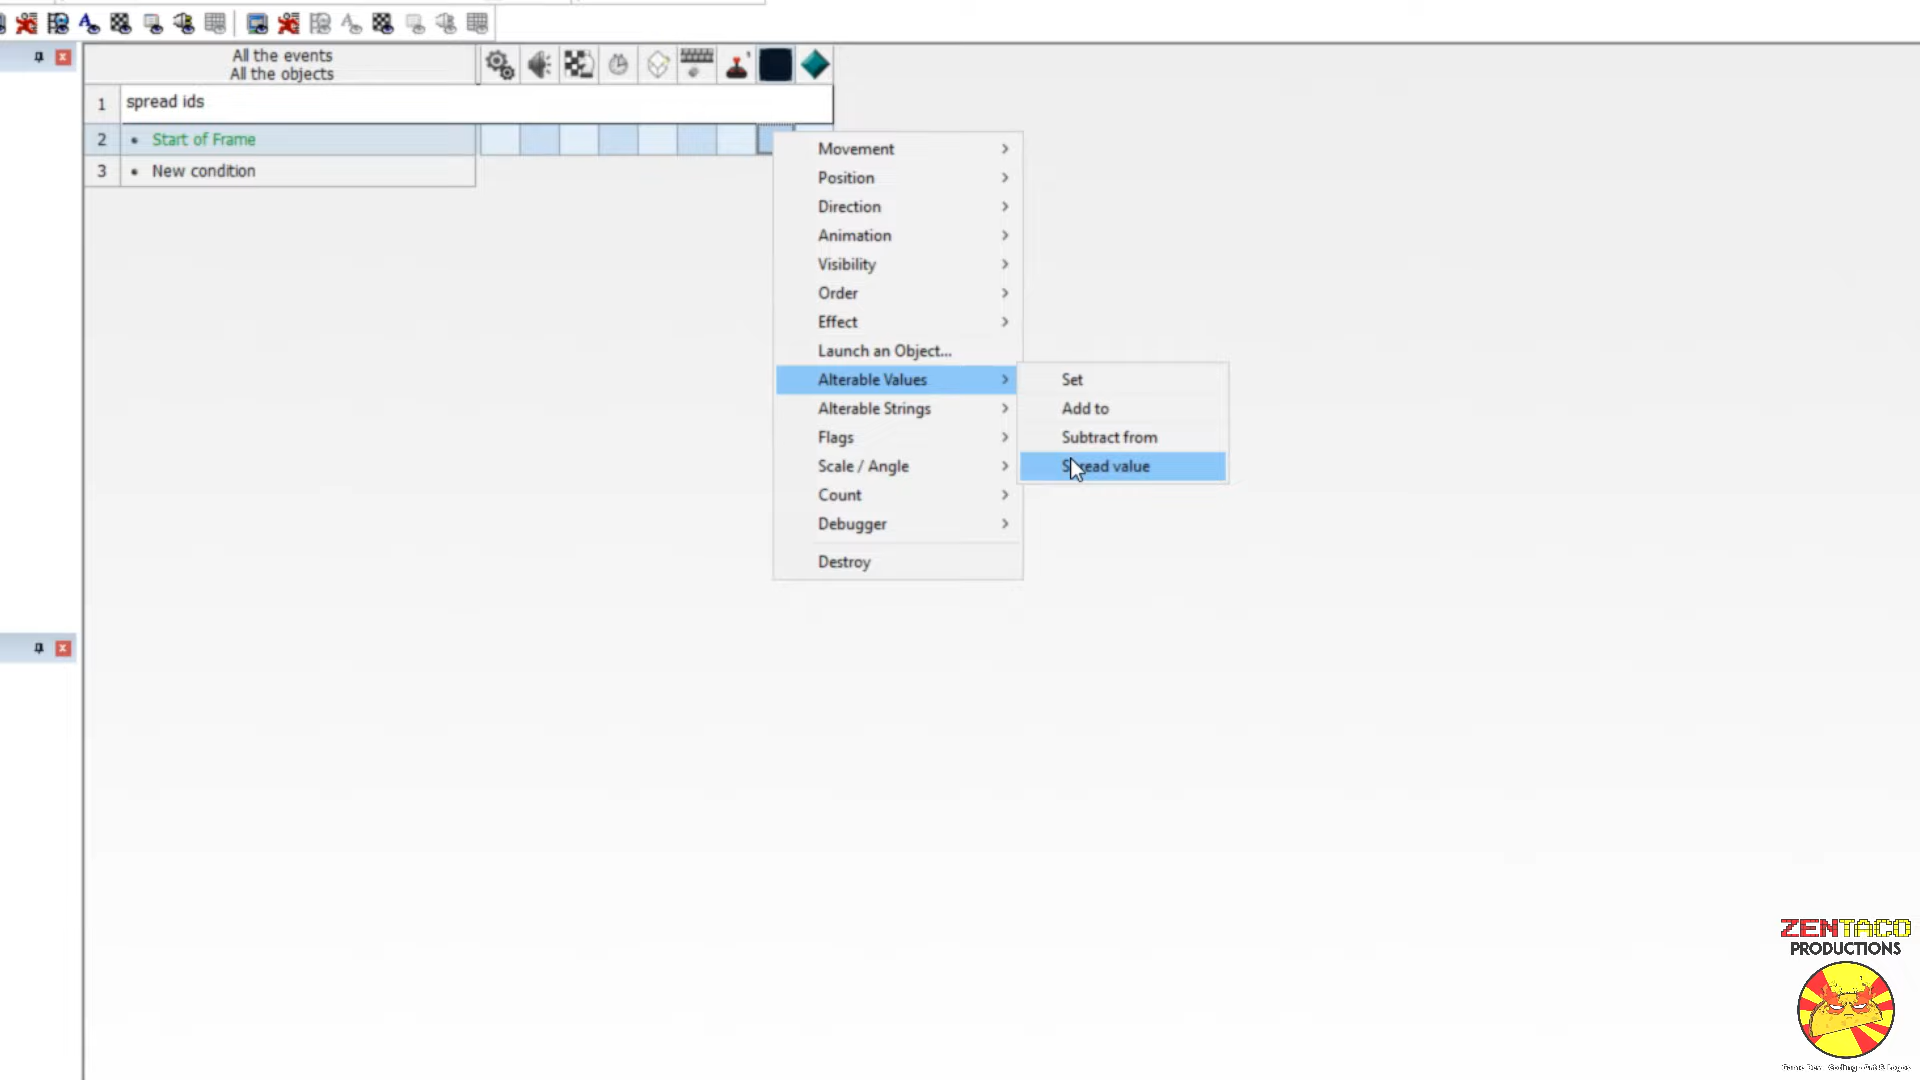 All the events
All the objects
1 spread ids
2 • Start of Frame
3 • New condition
Movement
Position
Direction
Animation
Visibility
Order
Effect
Launch an Object...
Alterable Values
Alterable Strings
Flags
Scale / Angle
Count
Debugger
Destroy
Set
Add to
Subtract from
Spread value
ZENTACO
PRODUCTIONS